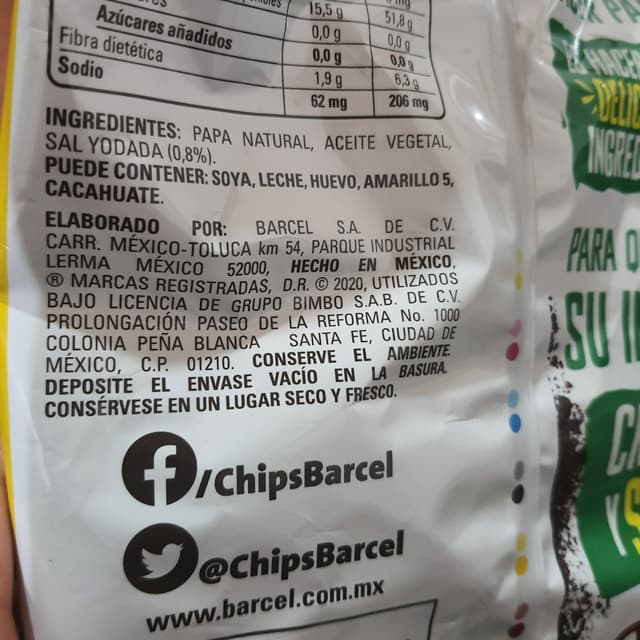 15,5 g 51,8 g
Azúcares añadidos 0,0 g 0,0 g
0,0 g 0,0 g
Fibra dietética 1,9 g 6,3 g
Sodio 62 mg 206 mg
INGREDIENTES: PAPA NATURAL, ACEITE VEGETAL,
SAL YODADA (0,8%).
PUEDE CONTENER: SOYA, LECHE, HUEVO, AMARILLO 5,
CACAHUATE.
ELABORADO POR: BARCEL S.A. DE C.V.
CARR. MÉXICO-TOLUCA km 54, PARQUE INDUSTRIAL
LERMA MÉXICO 52000, HECHO EN MÉXICO,
® MARCAS REGISTRADAS, D.R. © 2020, UTILIZADOS
BAJO LICENCIA DE GRUPO BIMBO S.A.B. DE C.V.
PROLONGACIÓN PASEO DE LA REFORMA No. 1000
COLONIA PEÑA BLANCA SANTA FE, CIUDAD DE
MÉXICO, C.P. 01210. CONSERVE EL AMBIENTE.
DEPOSITE EL ENVASE VACÍO EN LA BASURA.
CONSÉRVESE EN UN LUGAR SECO Y FRESCO.
f/ChipsBarcel
@ChipsBarcel
www.barcel.com.mx
PARA
SU
Y